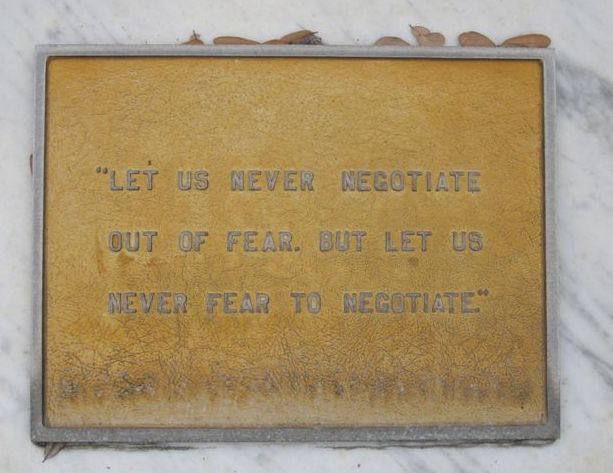 "LET US NEVER NEGOTIATE
OUT OF FEAR. BUT LET US
NEVER FEAR TO NEGOTIATE."